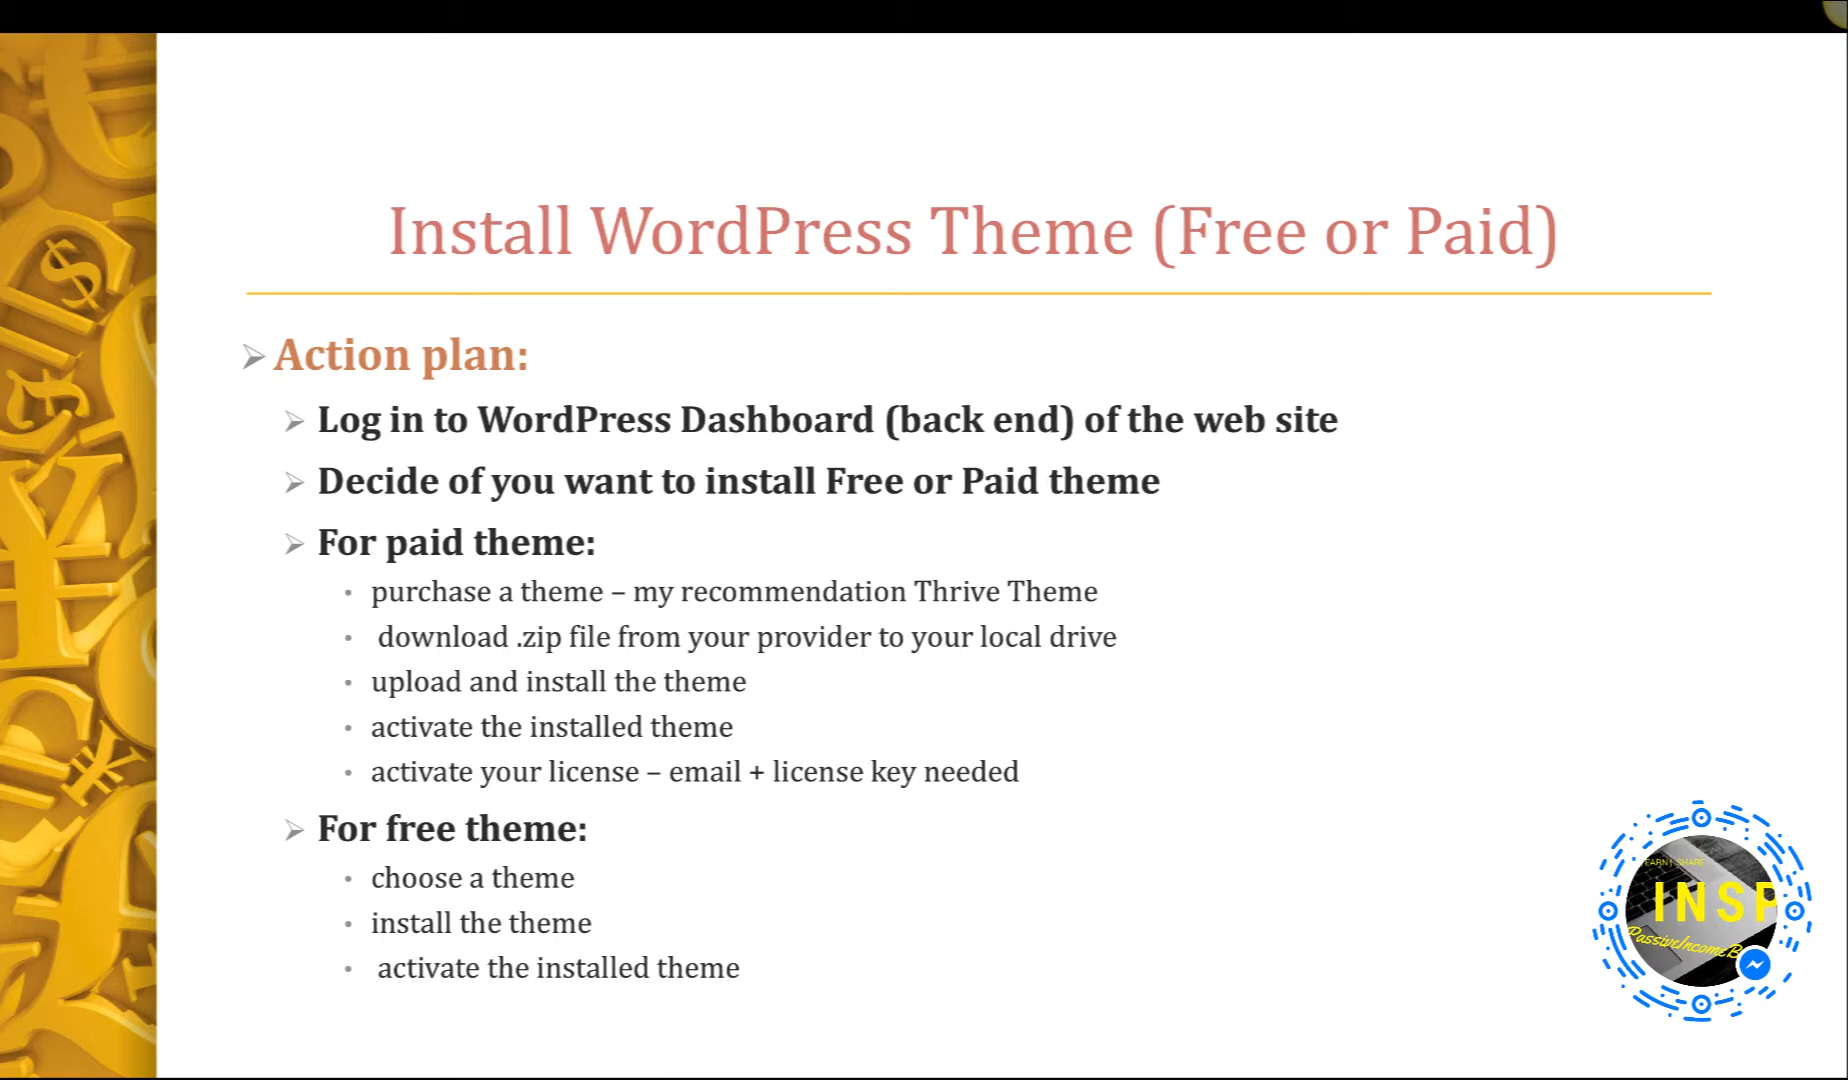 Install WordPress Theme (Free or Paid)
Action plan:
Log in to WordPress Dashboard (back end) of the web site
Decide of you want to install Free or Paid theme
For paid theme:
purchase a theme – my recommendation Thrive Theme
download .zip file from your provider to your local drive
upload and install the theme
activate the installed theme
activate your license – email + license key needed
For free theme:
choose a theme
install the theme
activate the installed theme
EARN| SHARE
INSP
PassiveIncomeB